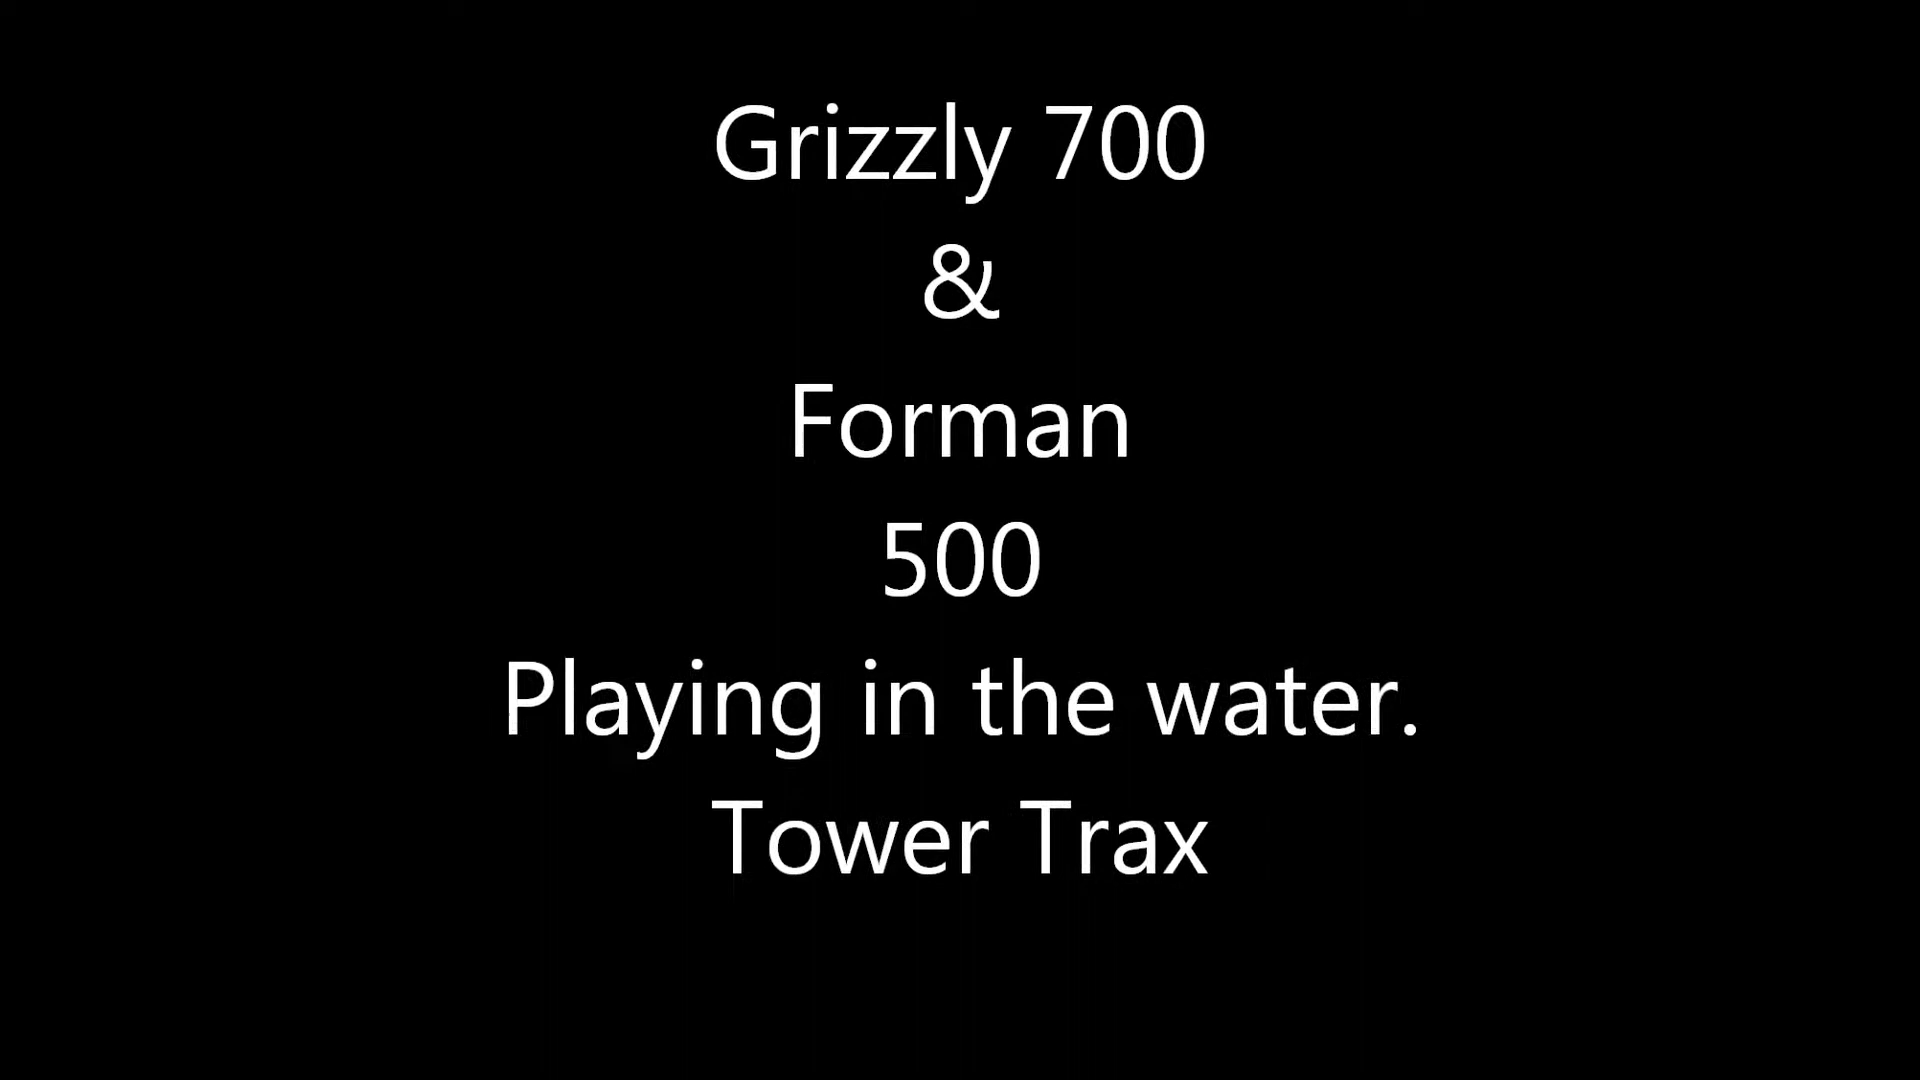 Grizzly 700
&
Forman
500
Playing in the water.
Tower Trax